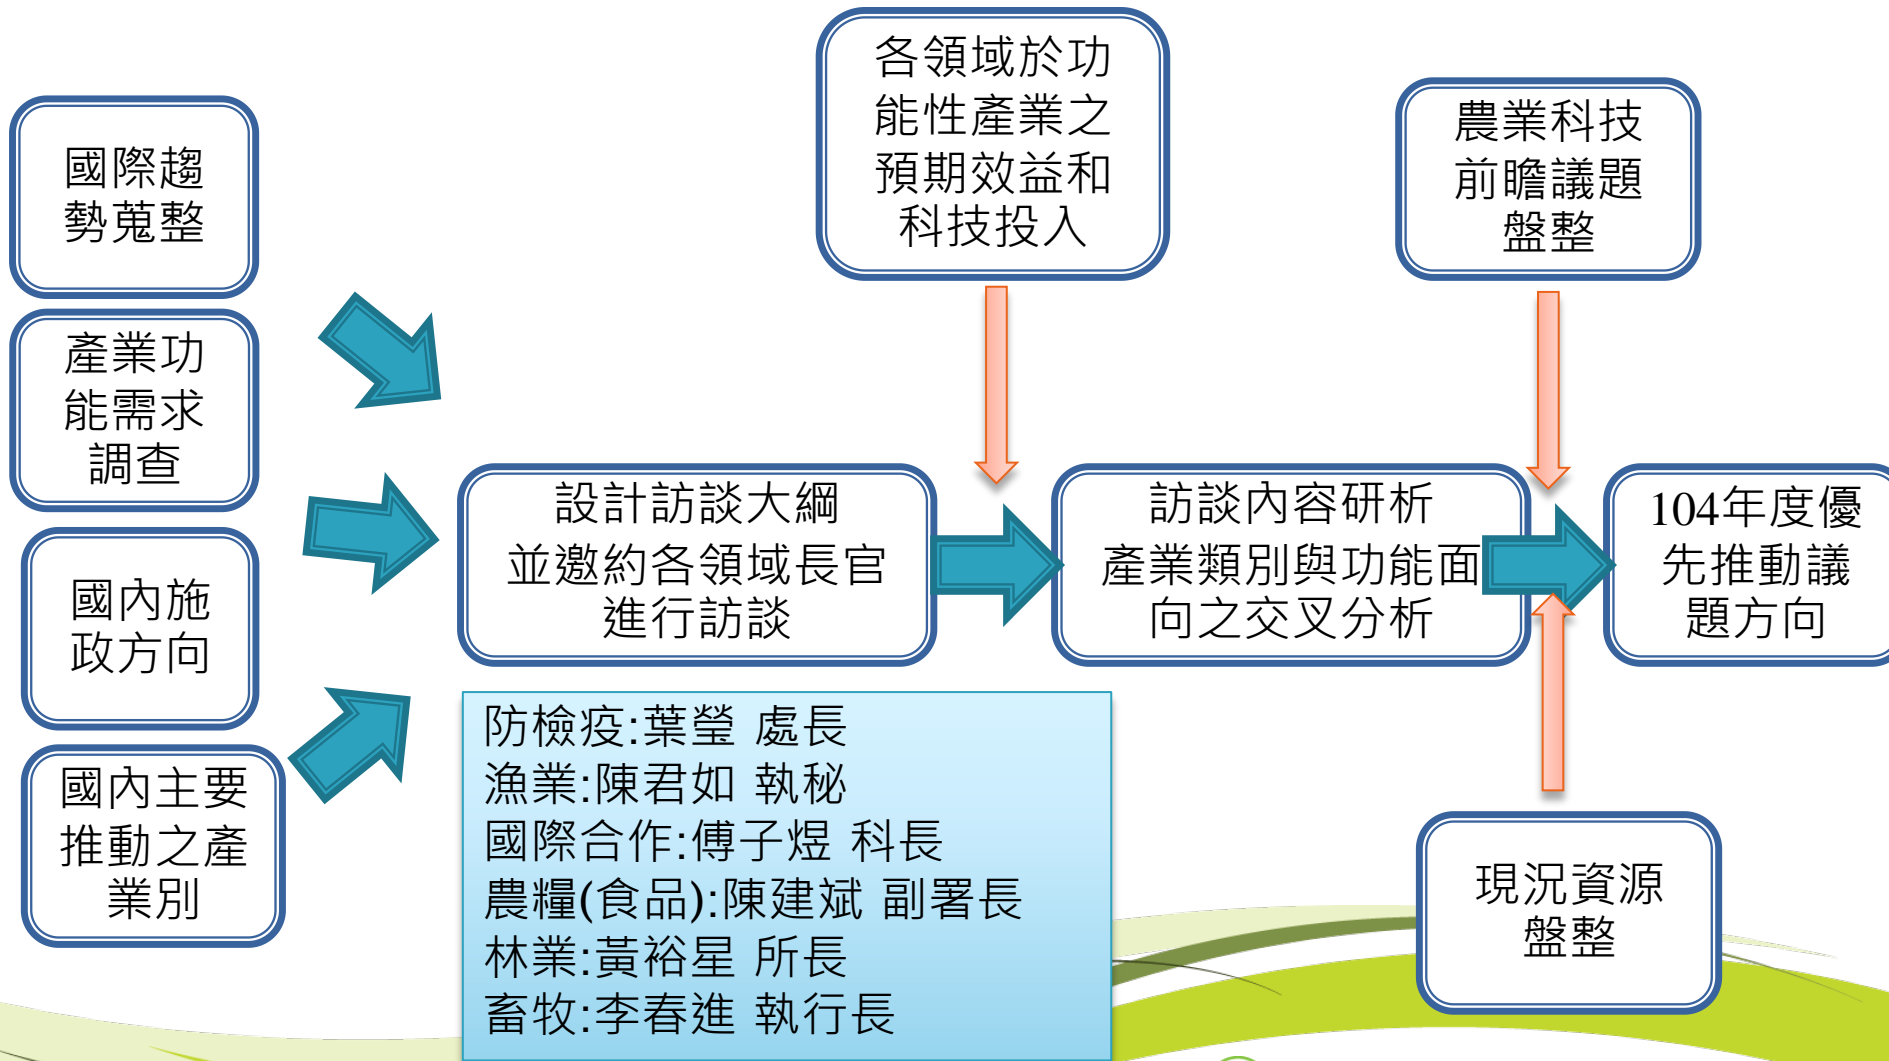 國際趨
勢蒐整
產業功
能需求
調查
國內施
政方向
國內主要
推動之產
業別
各領域於功
能性產業之
預期效益和
科技投入
農業科技
前瞻議題
盤整
設計訪談大綱
並邀約各領域長官
進行訪談
訪談內容研析
產業類別與功能面
向之交叉分析
104年度優
先推動議
題方向
防檢疫:葉瑩 處長
漁業:陳君如 執秘
國際合作:傅子煜 科長
農糧(食品):陳建斌 副署長
林業:黃裕星 所長
畜牧:李春進 執行長
現況資源
盤整